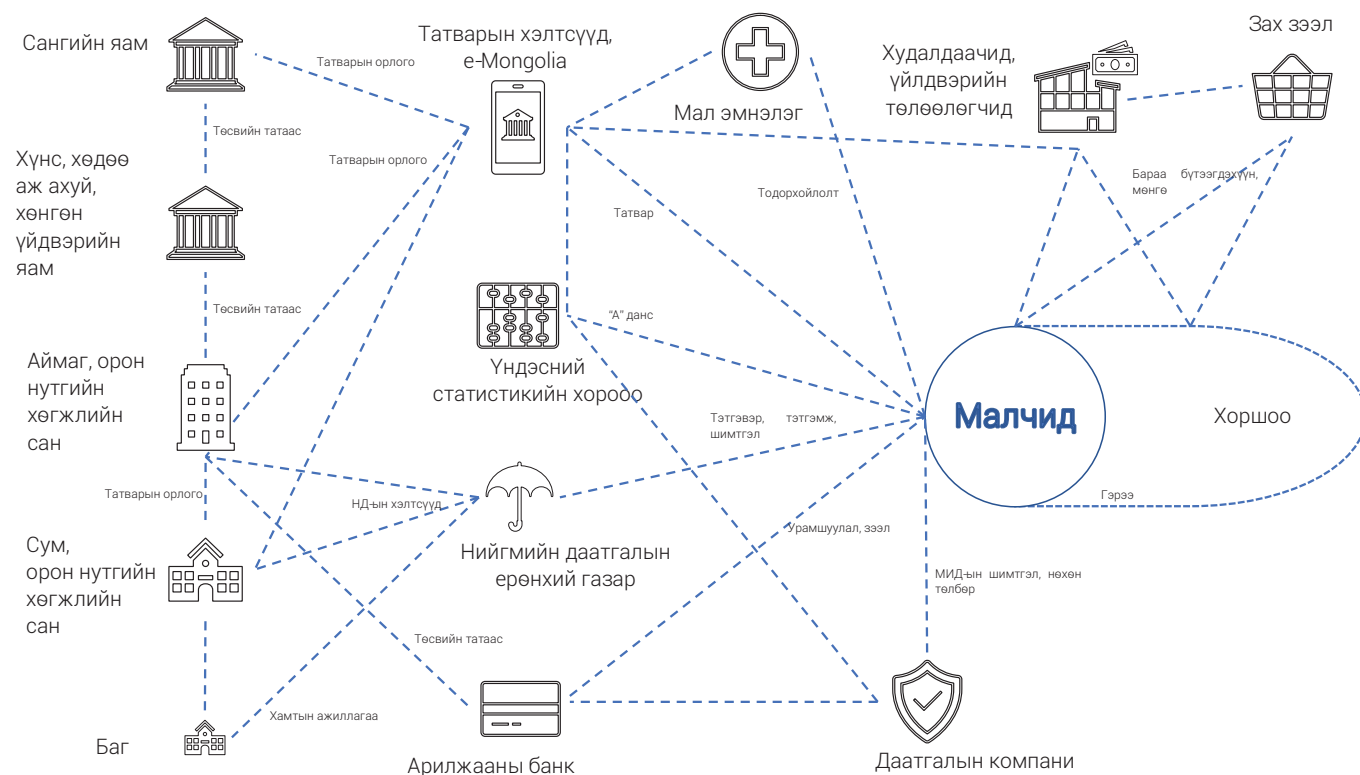 Сангийн яам
Татварын хэлтсүүд,
e-Mongolia
Мал эмнэлэг
Худалдаачид,
үйлдвэрийн
төлөөлөгчид
Зах зээл
Татварын орлого
Төсвийн татаас
Татварын орлого
Хүнс, хөдөө
аж ахуй,
хөнгөн
үйдвэрийн
яам
Тодорхойлолт
Бараа бүтээгдэхүүн,
мөнгө
Татвар
Төсвийн татаас
"А" данс
Аймаг, орон
нутгийн
хөгжлийн
сан
Үндэсний
статистикийн хорооо
Тэтгэвэр, тэтгэмж,
шимтгэл
Малчид
Хоршоо
Татварын орлого
НД-ын хэлтсүүд
Гэрээ
Сум,
орон нутгийн
хөгжлийн
сан
Нийгмийн даатгалын
ерөнхий газар
Урамшуулал, зээл
МИД-ын шимтгэл, нөхөн
төлбөр
Төсвийн татаас
Хамтын ажиллагаа
Баг
Арилжааны банк
Даатгалын компани